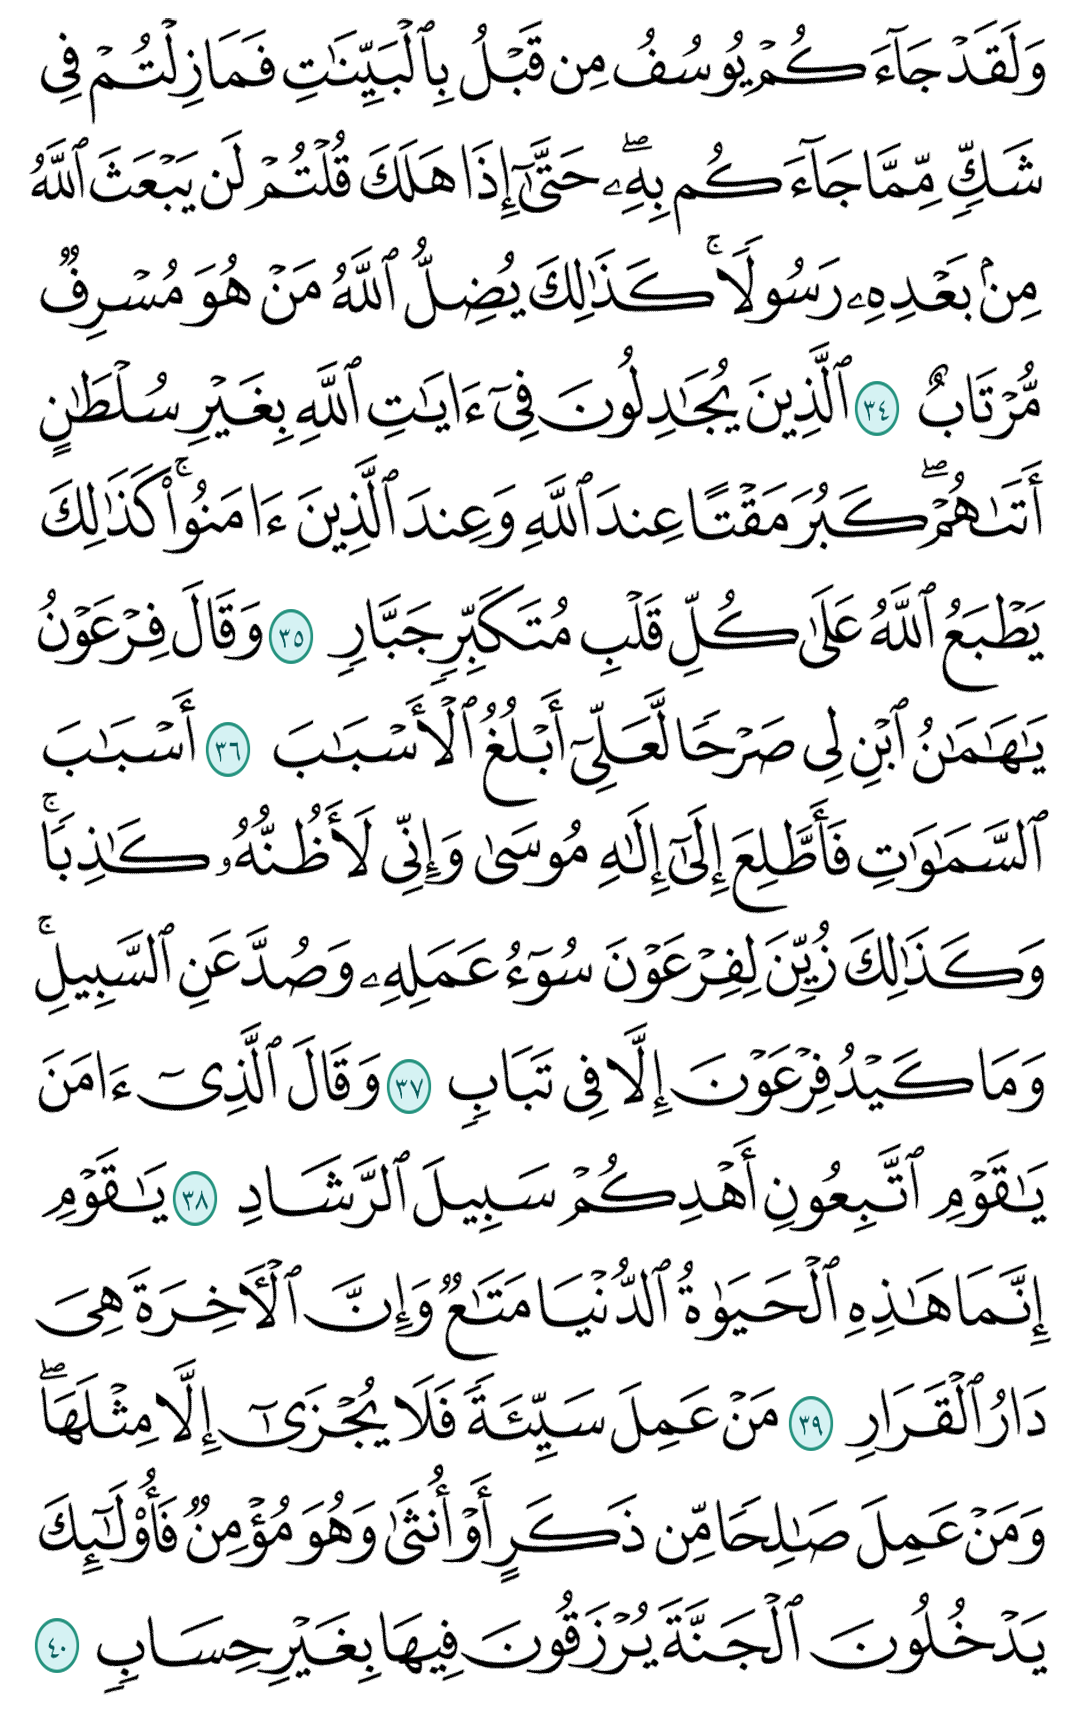 وَلَقَدْ جَآءَكُمْ يُوسُفُ مِن قَبْلُ بِٱلْبَيِّنَـٰتِ فَمَا زِلْتُمْ فِى
شَكٍّ مِّمَّا جَآءَكُم بِهِۦ ۖ حَتَّىٰٓ إِذَا هَلَكَ قُلْتُمْ لَن يَبْعَثَ ٱللَّهُ
مِنۢ بَعْدِهِۦ رَسُولًا ۚ كَذَٰلِكَ يُضِلُّ ٱللَّهُ مَنْ هُوَ مُسْرِفٌ
مُّرْتَابٌ ٣٤ ٱلَّذِينَ يُجَـٰدِلُونَ فِىٓ ءَايَـٰتِ ٱللَّهِ بِغَيْرِ سُلْطَـٰنٍ
أَتَىٰهُمْ ۖ كَبُرَ مَقْتًا عِندَ ٱللَّهِ وَعِندَ ٱلَّذِينَ ءَامَنُوا۟ ۚ كَذَٰلِكَ
يَطْبَعُ ٱللَّهُ عَلَىٰ كُلِّ قَلْبِ مُتَكَبِّرٍ جَبَّارٍ ٣٥ وَقَالَ فِرْعَوْنُ
يَـٰهَـٰمَـٰنُ ٱبْنِ لِى صَرْحًا لَّعَلِّىٓ أَبْلُغُ ٱلْأَسْبَـٰبَ ٣٦ أَسْبَـٰبَ
ٱلسَّمَـٰوَٰتِ فَأَطَّلِعَ إِلَىٰٓ إِلَـٰهِ مُوسَىٰ وَإِنِّى لَأَظُنُّهُۥ كَـٰذِبًا ۚ
وَكَذَٰلِكَ زُيِّنَ لِفِرْعَوْنَ سُوٓءُ عَمَلِهِۦ وَصُدَّ عَنِ ٱلسَّبِيلِ ۚ
وَمَا كَيْدُ فِرْعَوْنَ إِلَّا فِى تَبَابٍ ٣٧ وَقَالَ ٱلَّذِىٓ ءَامَنَ
يَـٰقَوْمِ ٱتَّبِعُونِ أَهْدِكُمْ سَبِيلَ ٱلرَّشَادِ ٣٨ يَـٰقَوْمِ
إِنَّمَا هَـٰذِهِ ٱلْحَيَوٰةُ ٱلدُّنْيَا مَتَـٰعٌ وَإِنَّ ٱلْـَٔاخِرَةَ هِىَ
دَارُ ٱلْقَرَارِ ٣٩ مَنْ عَمِلَ سَيِّئَةً فَلَا يُجْزَىٰٓ إِلَّا مِثْلَهَا ۖ
وَمَنْ عَمِلَ صَـٰلِحًا مِّن ذَكَرٍ أَوْ أُنثَىٰ وَهُوَ مُؤْمِنٌ فَأُو۟لَـٰٓئِكَ
يَدْخُلُونَ ٱلْجَنَّةَ يُرْزَقُونَ فِيهَا بِغَيْرِ حِسَابٍ ٤٠